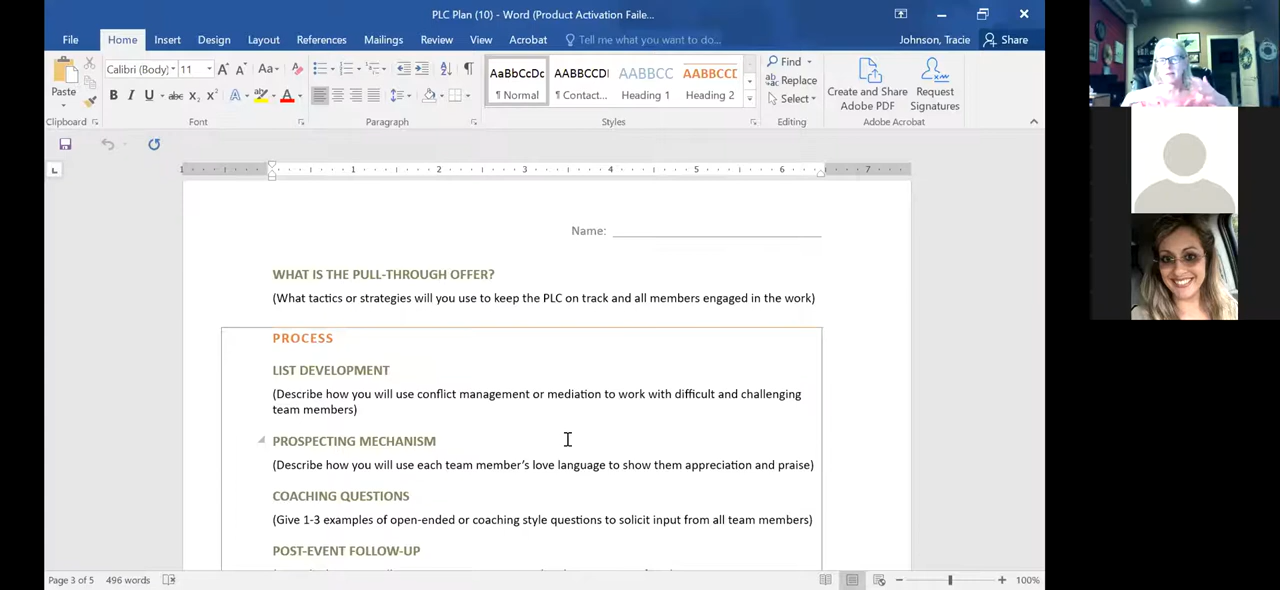 PLC Plan (10) - Word (Product Activation Faile...
File Home Insert Design Layout References Mailings Review View Acrobat Tell me what you want to do... Johnson, Tracie Share
Paste
Clipboard
Calibri (Body) 11
Font
Paragraph
AaBbCcDc AABBCCDI AABBCC AABBCCD
¶ Normal ¶ Contact... Heading 1 Heading 2
Styles
Find
Replace
Select
Editing
Create and Share Adobe PDF
Request Signatures
Adobe Acrobat
1 1 2 3 4 5 6 7
Name:
WHAT IS THE PULL-THROUGH OFFER?
(What tactics or strategies will you use to keep the PLC on track and all members engaged in the work)
PROCESS
LIST DEVELOPMENT
(Describe how you will use conflict management or mediation to work with difficult and challenging
team members)
PROSPECTING MECHANISM
(Describe how you will use each team member's love language to show them appreciation and praise)
COACHING QUESTIONS
(Give 1-3 examples of open-ended or coaching style questions to solicit input from all team members)
POST-EVENT FOLLOW-UP
Page 3 of 5 496 words 100%